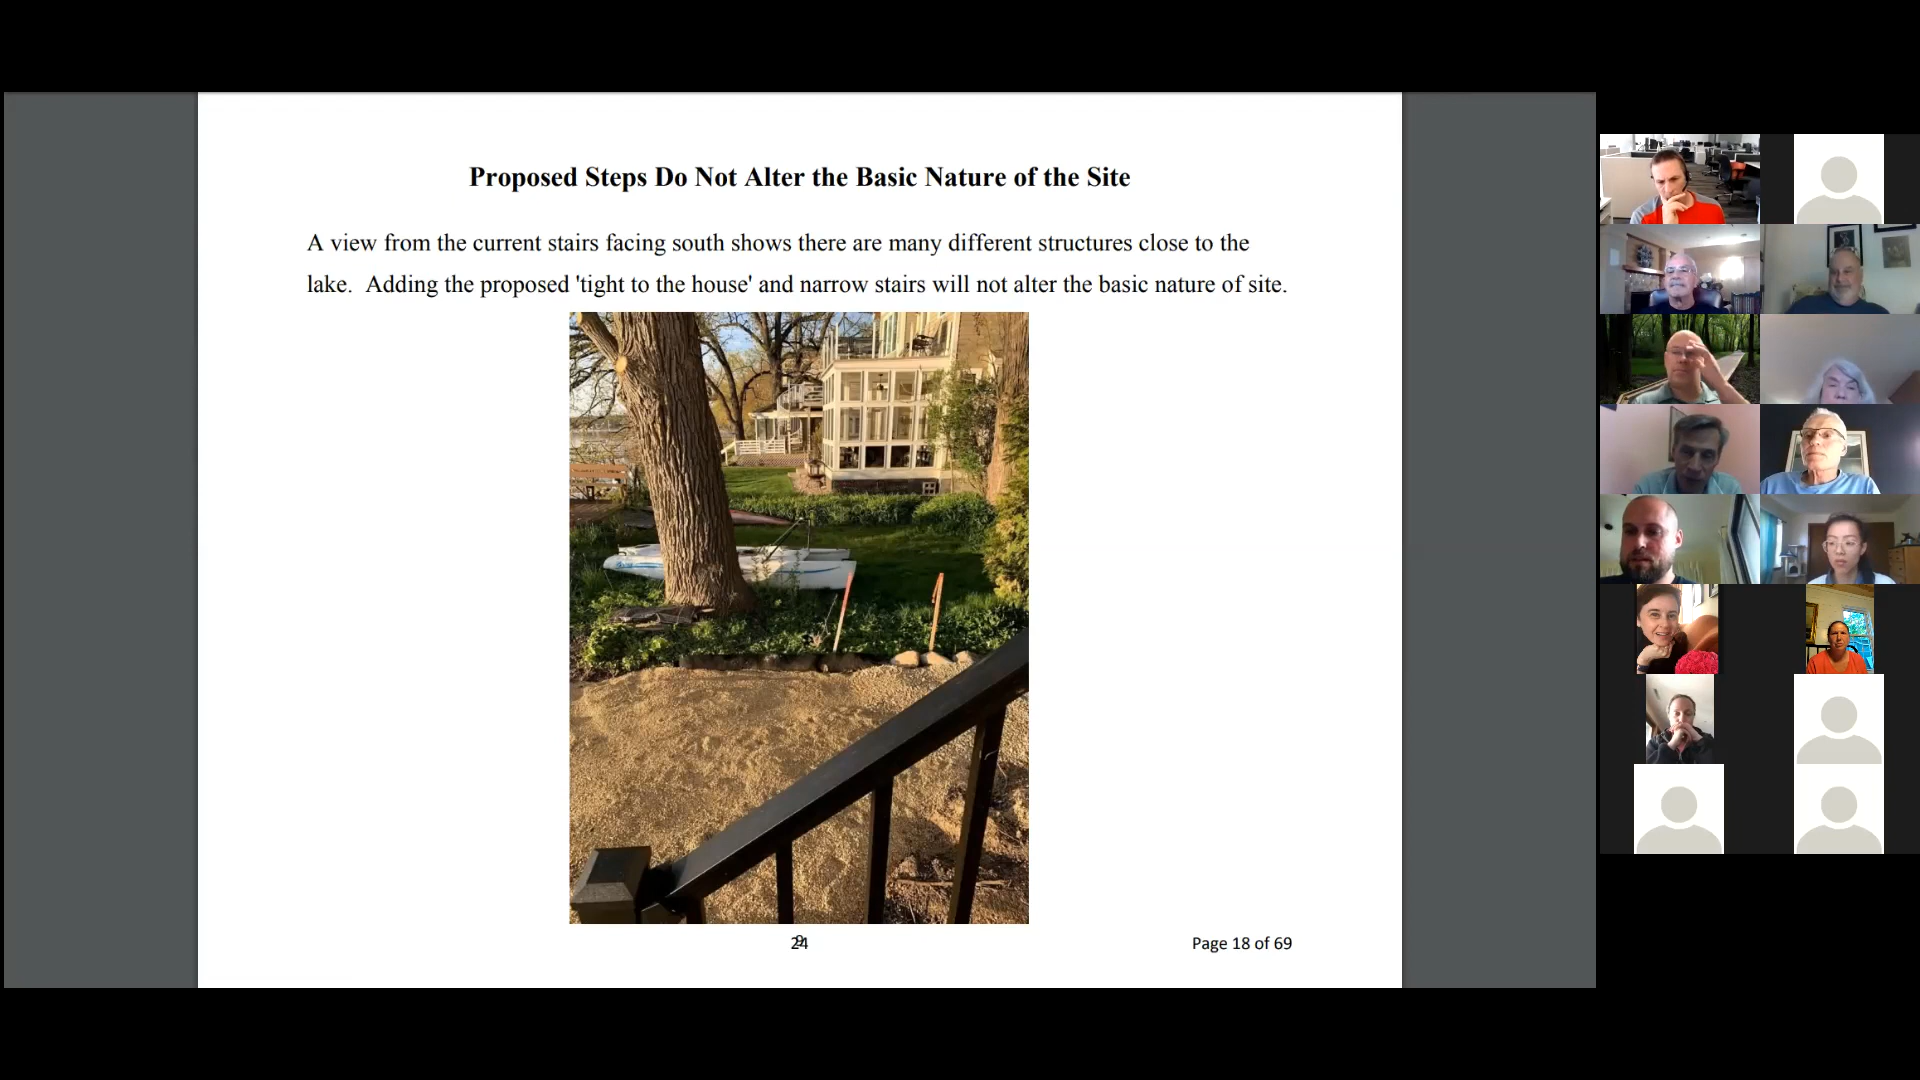 Proposed Steps Do Not Alter the Basic Nature of the Site
A view from the current stairs facing south shows there are many different structures close to the
lake.  Adding the proposed 'tight to the house' and narrow stairs will not alter the basic nature of site.
24
Page 18 of 69